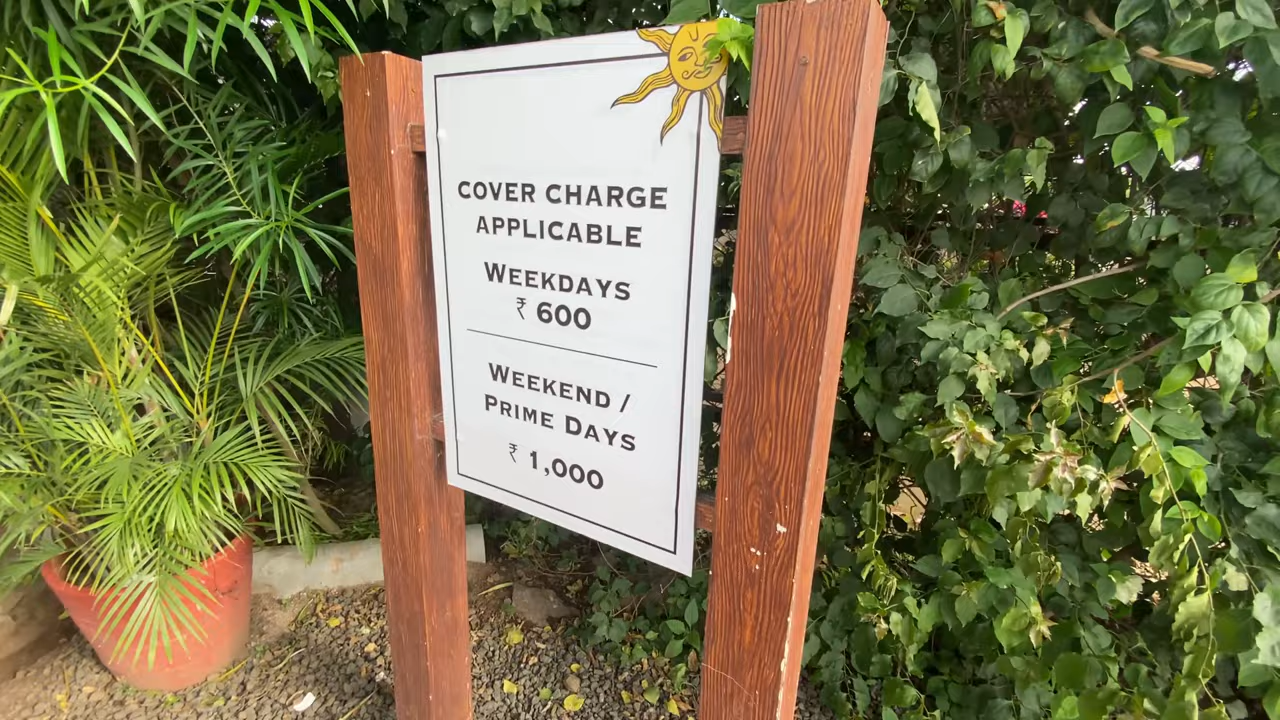 COVER CHARGE
APPLICABLE
WEEKDAYS
₹ 600
WEEKEND /
PRIME DAYS
₹ 1,000